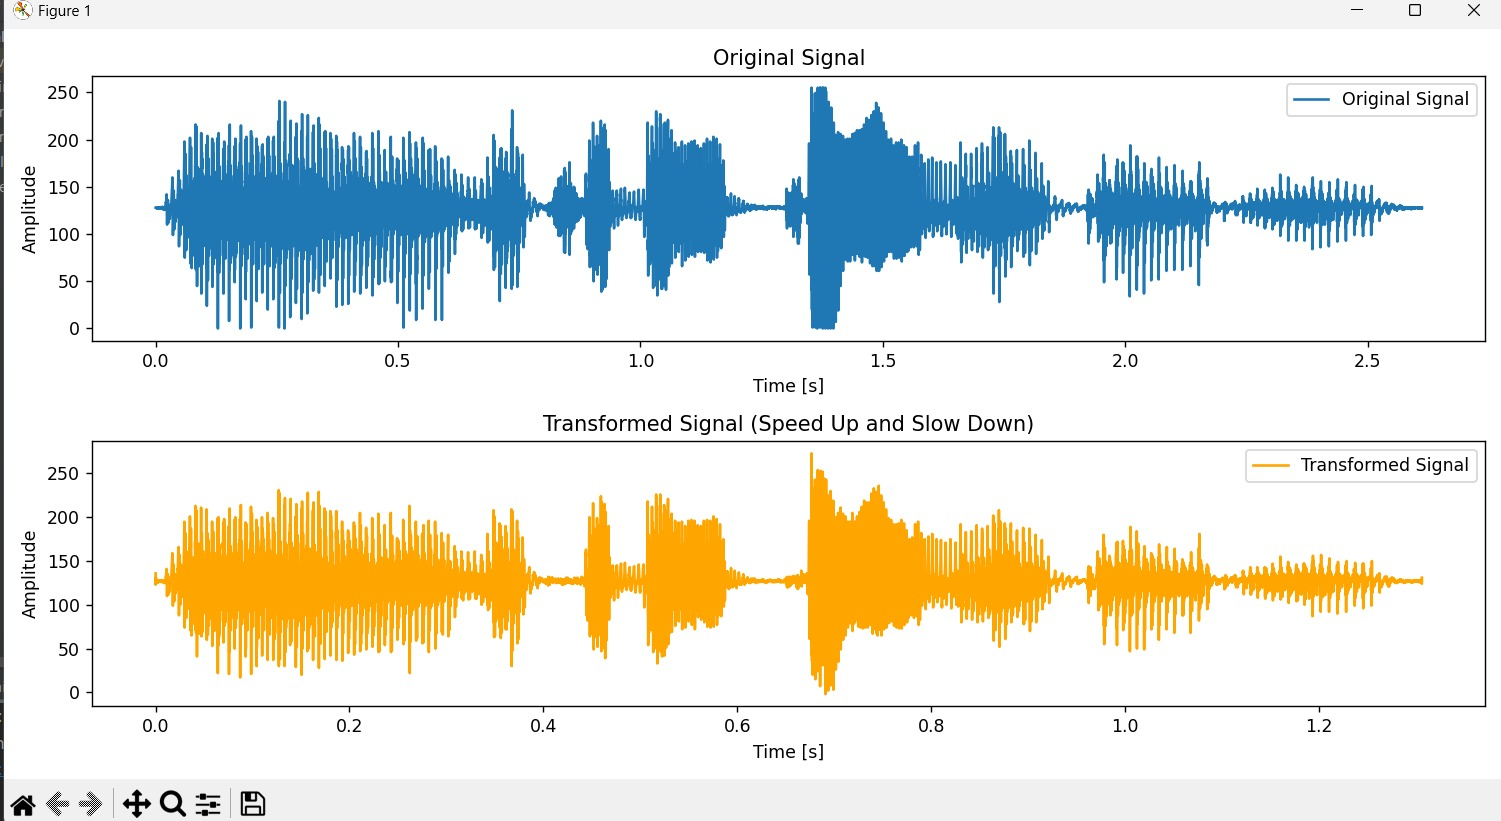 Figure 1
Original Signal
250
200
150
100
50
0
Amplitude
Original Signal
0.0 0.5 1.0 1.5 2.0 2.5
Time [s]
Transformed Signal (Speed Up and Slow Down)
250
200
150
100
50
0
Amplitude
Transformed Signal
0.0 0.2 0.4 0.6 0.8 1.0 1.2
Time [s]